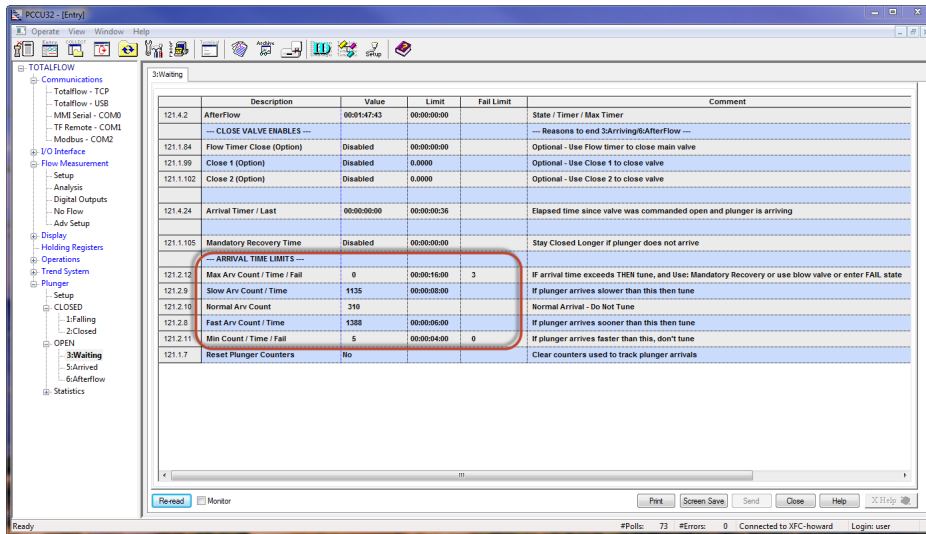 PCCU32 - [Entry]
Operate View Window Help
Entry COLLECT Terminal Archive Setup
TOTALFLOW
Communications
Totalflow - TCP
Totalflow - USB
MMI Serial - COM0
TF Remote - COM1
Modbus - COM2
I/O Interface
Flow Measurement
Setup
Analysis
Digital Outputs
No Flow
Adv Setup
Display
Holding Registers
Operations
Trend System
Plunger
Setup
CLOSED
1:Falling
2:Closed
OPEN
3:Waiting
5:Arrived
6:Afterflow
Statistics
3:Waiting
Description Value Limit Fail Limit Comment
121.4.2 AfterFlow 00:01:47:43 00:00:00:00 State / Timer / Max Timer
--- CLOSE VALVE ENABLES --- --- Reasons to end 3:Arriving/6:AfterFlow ---
121.1.84 Flow Timer Close (Option) Disabled 00:00:00:00 Optional - Use Flow timer to close main valve
121.1.99 Close 1 (Option) Disabled 0.0000 Optional - Use Close 1 to close valve
121.1.102 Close 2 (Option) Disabled 0.0000 Optional - Use Close 2 to close valve
121.4.24 Arrival Timer / Last 00:00:00:00 00:00:00:36 Elapsed time since valve was commanded open and plunger is arriving
121.1.105 Mandatory Recovery Time Disabled 00:00:00:00 Stay Closed Longer if plunger does not arrive
--- ARRIVAL TIME LIMITS ---
121.2.12 Max Arv Count / Time / Fail 0 00:00:16:00 3 IF arrival time exceeds THEN tune, and Use: Mandatory Recovery or use blow valve or enter FAIL state
121.2.9 Slow Arv Count / Time 1135 00:00:08:00 If plunger arrives slower than this then tune
121.2.10 Normal Arv Count 310 Normal Arrival - Do Not Tune
121.2.8 Fast Arv Count / Time 1388 00:00:06:00 If plunger arrives sooner than this then tune
121.2.11 Min Count / Time / Fail 5 00:00:04:00 0 If plunger arrives faster than this, don't tune
121.1.7 Reset Plunger Counters No Clear counters used to track plunger arrivals
Re-read Monitor Print Screen Save Send Close Help X Help
Ready #Polls: 73 #Errors: 0 Connected to XFC-howard Login: user